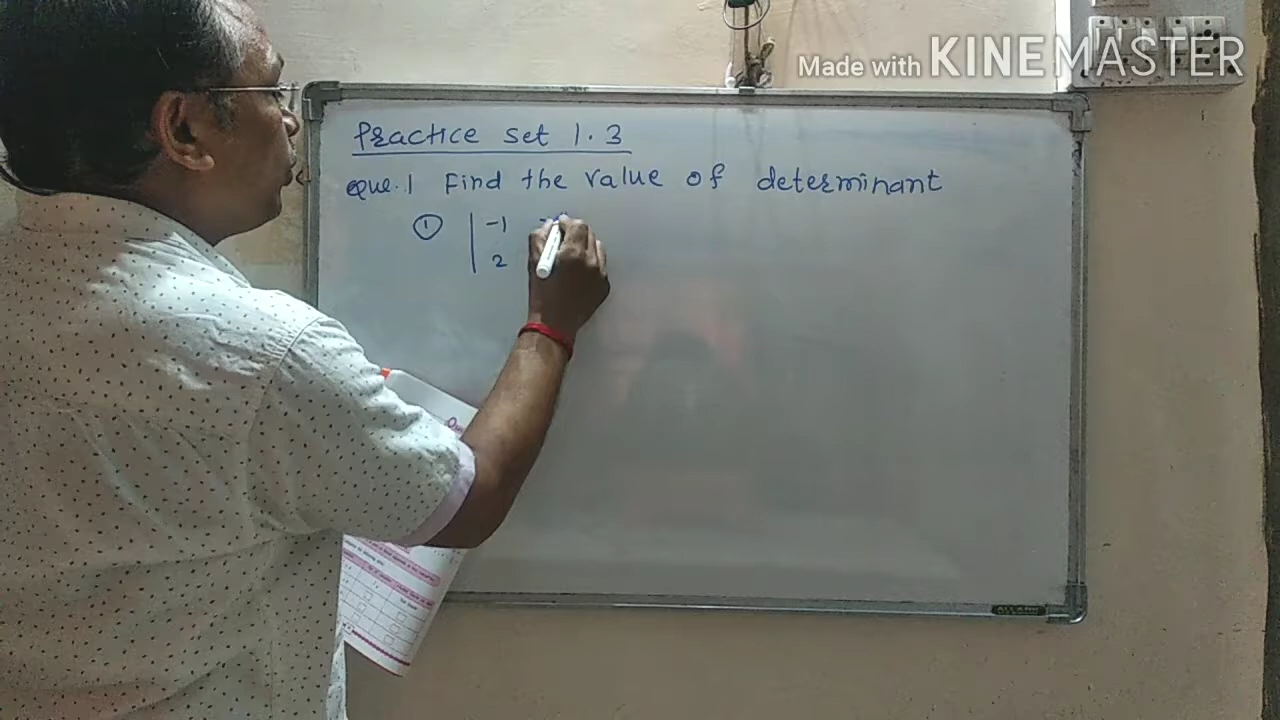 Made with KINEMASTER
Practice Set 1.3
Que.1 Find the value of determinant
① | -1
2